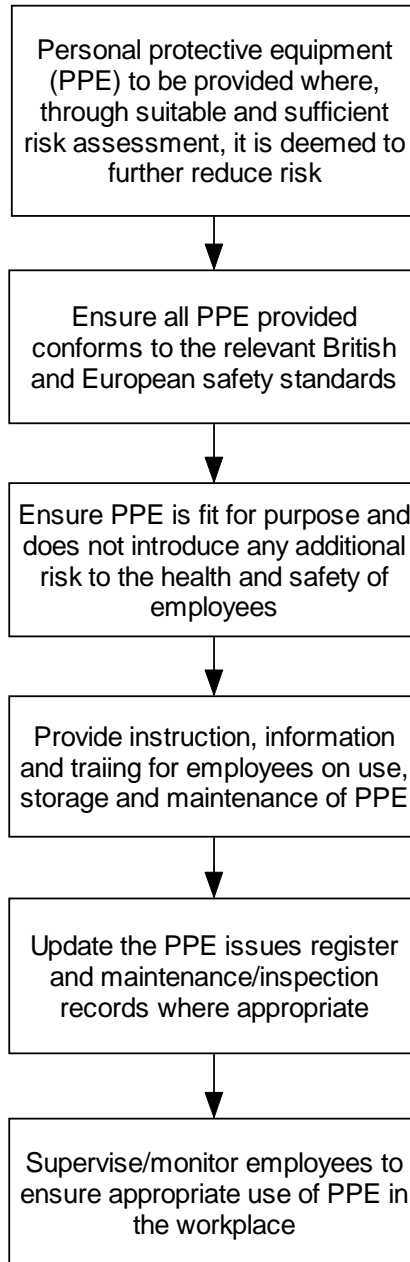 Personal protective equipment
(PPE) to be provided where,
through suitable and sufficient
risk assessment, it is deemed to
further reduce risk
Ensure all PPE provided
conforms to the relevant British
and European safety standards
Ensure PPE is fit for purpose and
does not introduce any additional
risk to the health and safety of
employees
Provide instruction, information
and traiing for employees on use,
storage and maintenance of PPE
Update the PPE issues register
and maintenance/inspection
records where appropriate
Supervise/monitor employees to
ensure appropriate use of PPE in
the workplace